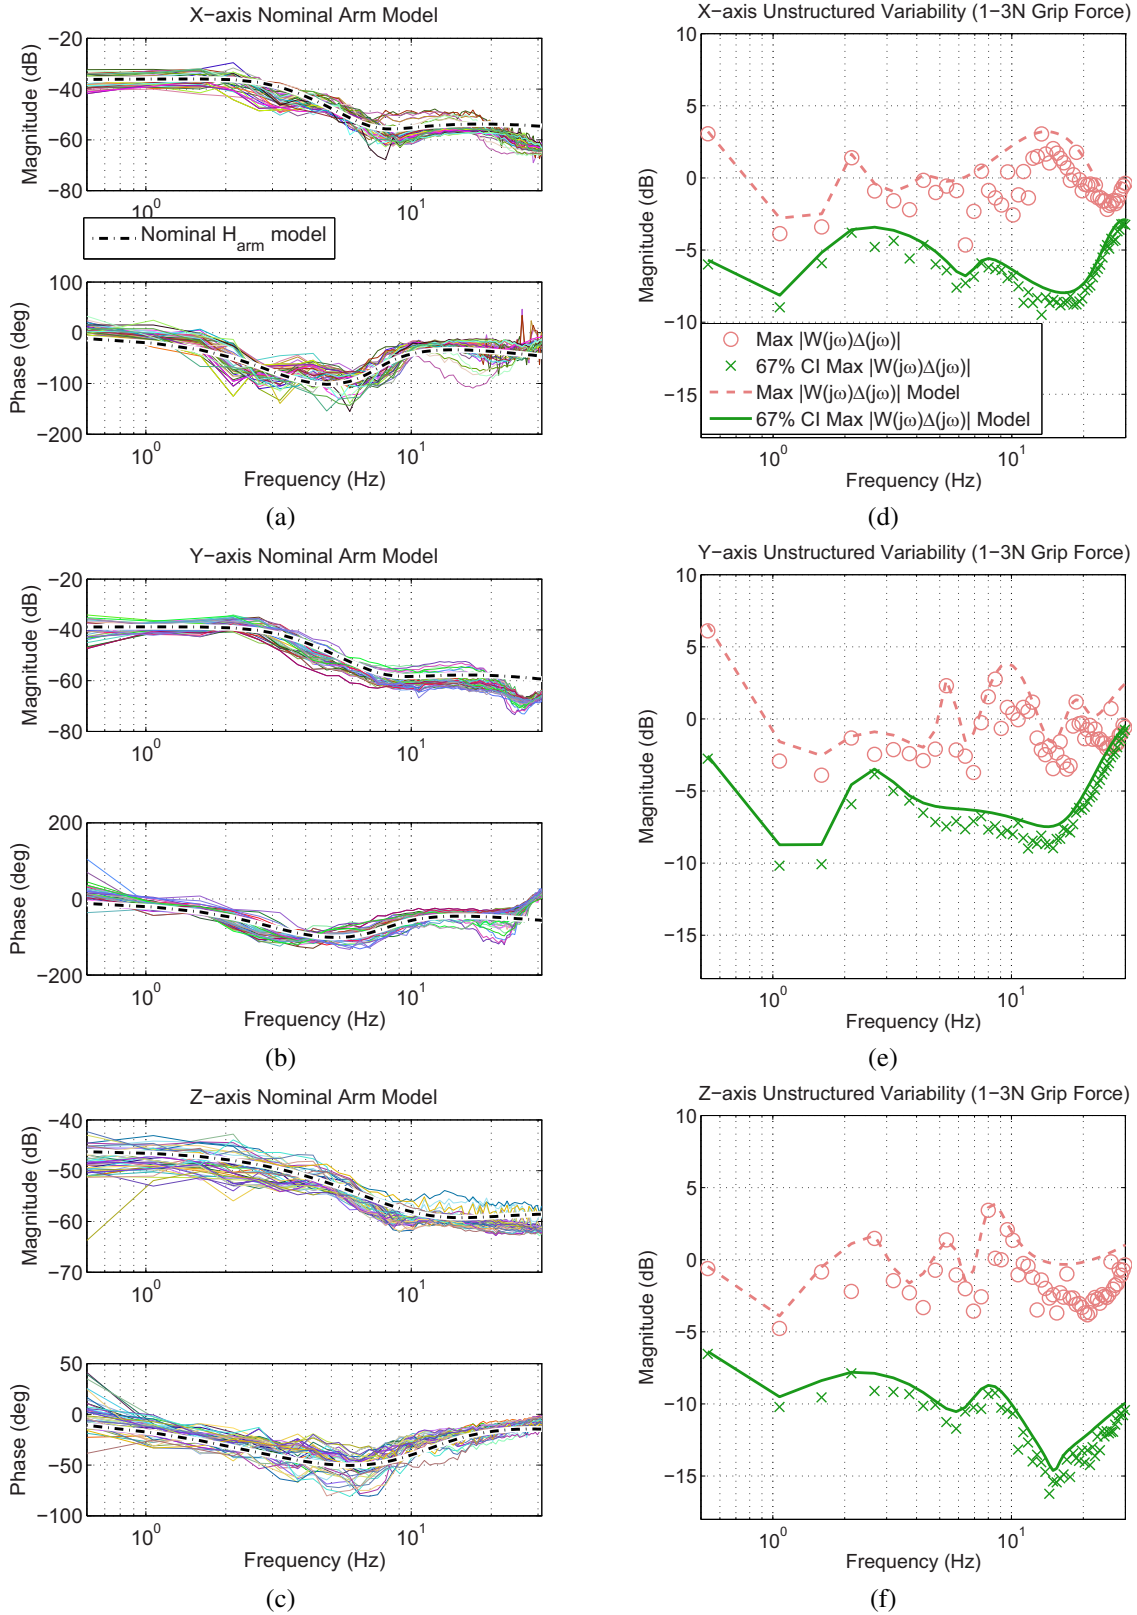 X−axis Nominal Arm Model
−20
−40
−60
−80
Magnitude (dB)
10^0
10^1
Nominal H_arm model
100
0
−100
−200
Phase (deg)
10^0
10^1
Frequency (Hz)
(a)
X−axis Unstructured Variability (1−3N Grip Force)
10
5
0
−5
−10
−15
Magnitude (dB)
Max |W(jω)Δ(jω)|
67% CI Max |W(jω)Δ(jω)|
Max |W(jω)Δ(jω)| Model
67% CI Max |W(jω)Δ(jω)| Model
10^0
10^1
Frequency (Hz)
(d)
Y−axis Nominal Arm Model
−20
−40
−60
−80
Magnitude (dB)
10^0
10^1
200
0
−200
Phase (deg)
10^0
10^1
Frequency (Hz)
(b)
Y−axis Unstructured Variability (1−3N Grip Force)
10
5
0
−5
−10
−15
Magnitude (dB)
10^0
10^1
Frequency (Hz)
(e)
Z−axis Nominal Arm Model
−40
−50
−60
−70
Magnitude (dB)
10^0
10^1
50
0
−50
−100
Phase (deg)
10^0
10^1
Frequency (Hz)
(c)
Z−axis Unstructured Variability (1−3N Grip Force)
10
5
0
−5
−10
−15
Magnitude (dB)
10^0
10^1
Frequency (Hz)
(f)